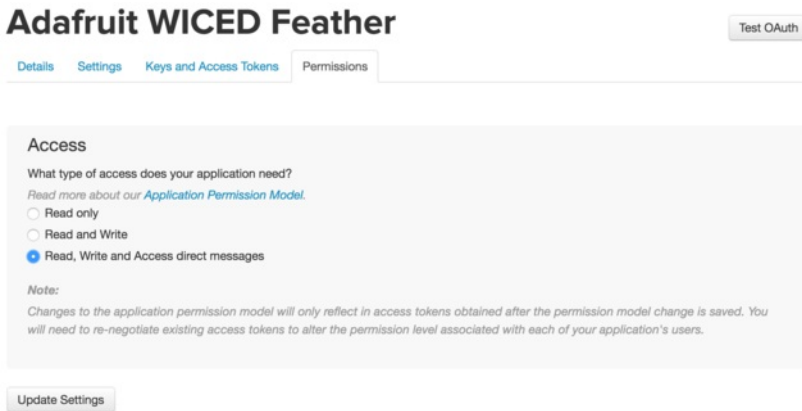 Adafruit WICED Feather
Test OAuth
Details Settings Keys and Access Tokens Permissions
Access
What type of access does your application need?
Read more about our Application Permission Model.
Read only
Read and Write
Read, Write and Access direct messages
Note:
Changes to the application permission model will only reflect in access tokens obtained after the permission model change is saved. You
will need to re-negotiate existing access tokens to alter the permission level associated with each of your application's users.
Update Settings